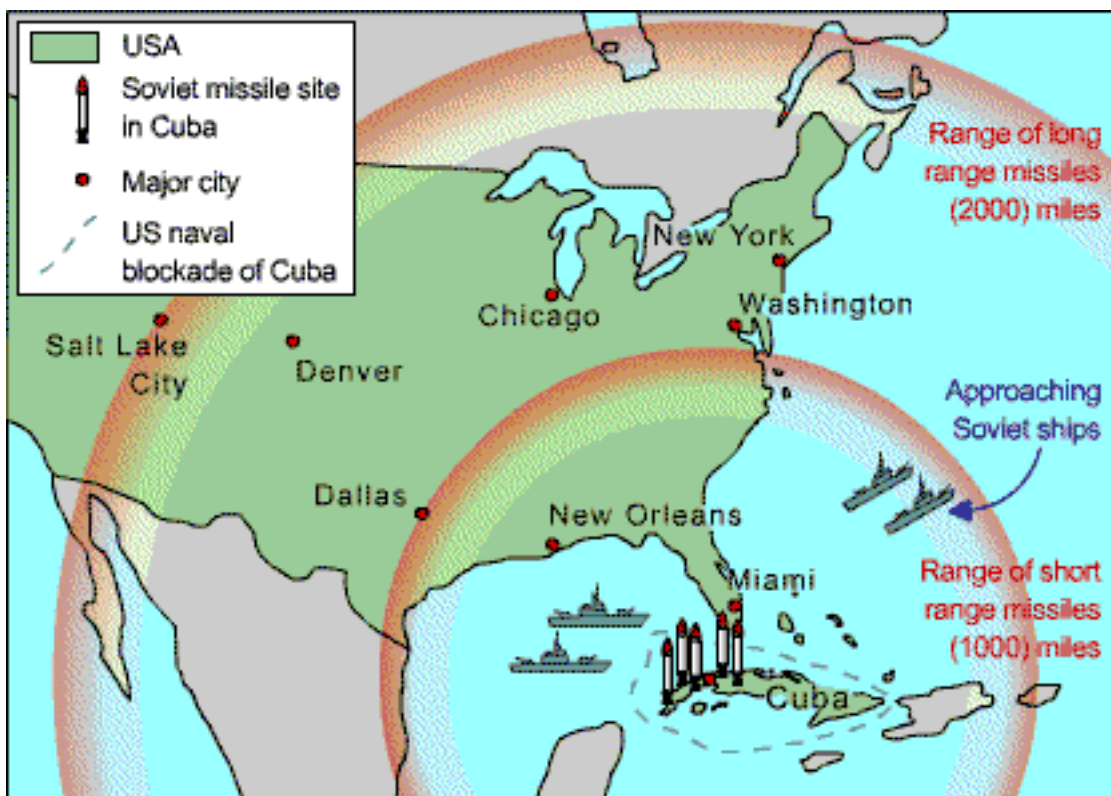 USA
Soviet missile site
in Cuba
Major city
US naval
blockade of Cuba
Range of long
range missiles
(2000) miles
New York
Chicago
Washington
Salt Lake
City
Denver
Approaching
Soviet ships
Dallas
New Orleans
Miami
Range of short
range missiles
(1000) miles
Cuba